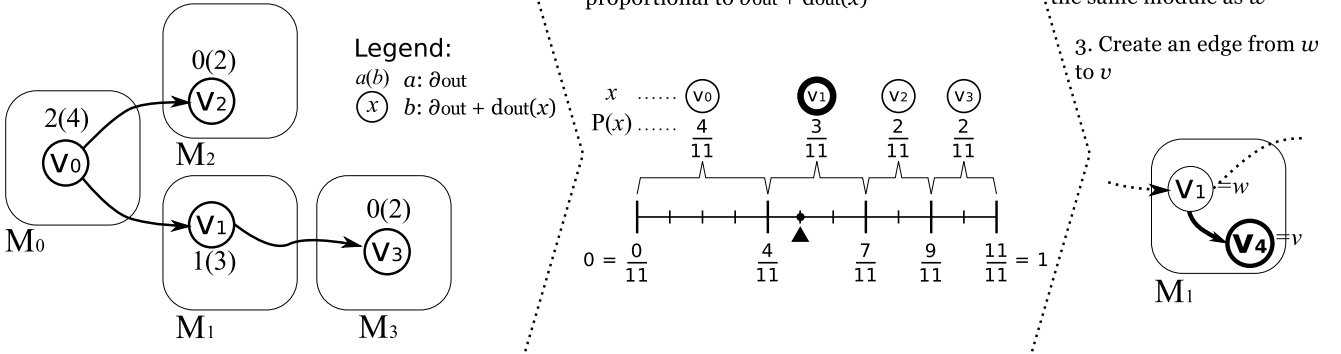 0(2)
V2
M2
2(4)
V0
M0
V1
1(3)
M1
0(2)
V3
M3
Legend:
a(b) a: ∂out
x b: ∂out + dout(x)
proportional to ∂out + dout(x)
x ...... v0 v1 v2 v3
P(x) ...... 4/11 3/11 2/11 2/11
0 = 0/11 4/11 7/11 9/11 11/11 = 1
the same module as w
3. Create an edge from w
to v
V1 =w
V4 =v
M1